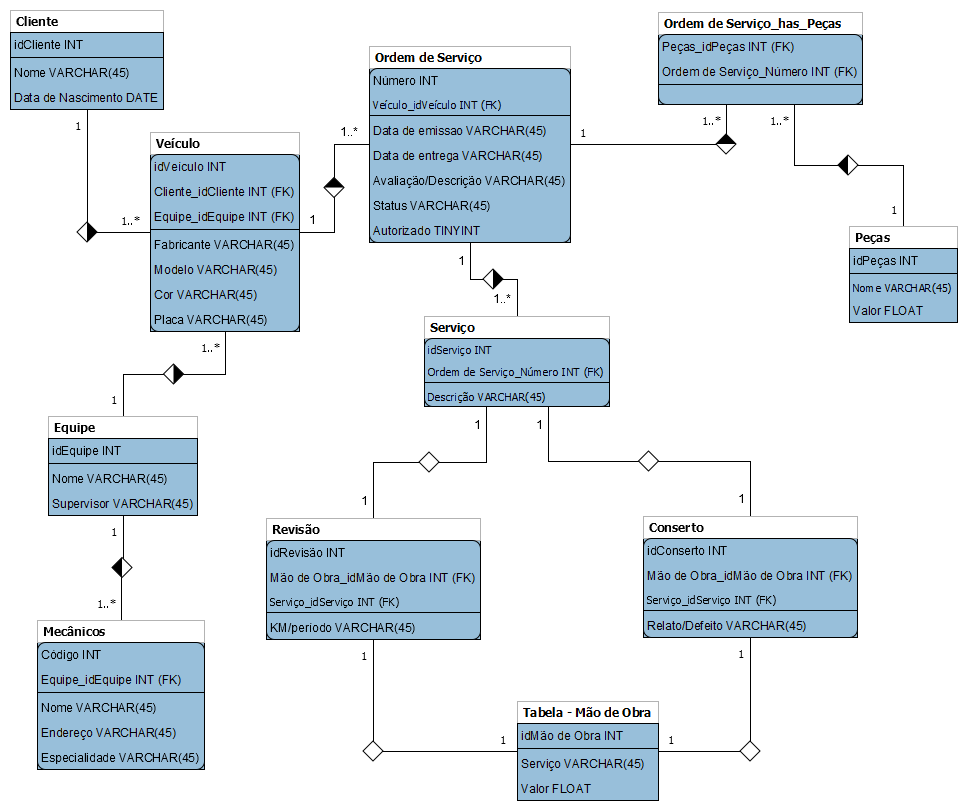 Cliente
idCliente INT
Nome VARCHAR(45)
Data de Nascimento DATE
1
1..*
Veículo
idVeiculo INT
Cliente_idCliente INT (FK)
Equipe_idEquipe INT (FK)
Fabricante VARCHAR(45)
Modelo VARCHAR(45)
Cor VARCHAR(45)
Placa VARCHAR(45)
1
1..*
Ordem de Serviço
Número INT
Veículo_idVeículo INT (FK)
Data de emissao VARCHAR(45)
Data de entrega VARCHAR(45)
Avaliação/Descrição VARCHAR(45)
Status VARCHAR(45)
Autorizado TINYINT
1
1..*
Ordem de Serviço_has_Peças
Peças_idPeças INT (FK)
Ordem de Serviço_Número INT (FK)
1..*
1
Peças
idPeças INT
Nome VARCHAR(45)
Valor FLOAT
1
1..*
Serviço
idServiço INT
Ordem de Serviço_Número INT (FK)
Descrição VARCHAR(45)
1..*
1
Equipe
idEquipe INT
Nome VARCHAR(45)
Supervisor VARCHAR(45)
1
1..*
Mecânicos
Código INT
Equipe_idEquipe INT (FK)
Nome VARCHAR(45)
Endereço VARCHAR(45)
Especialidade VARCHAR(45)
1
1
1
1
Revisão
idRevisão INT
Mão de Obra_idMão de Obra INT (FK)
Serviço_idServiço INT (FK)
KM/periodo VARCHAR(45)
Conserto
idConserto INT
Mão de Obra_idMão de Obra INT (FK)
Serviço_idServiço INT (FK)
Relato/Defeito VARCHAR(45)
1
1
1
1
Tabela - Mão de Obra
idMão de Obra INT
Serviço VARCHAR(45)
Valor FLOAT